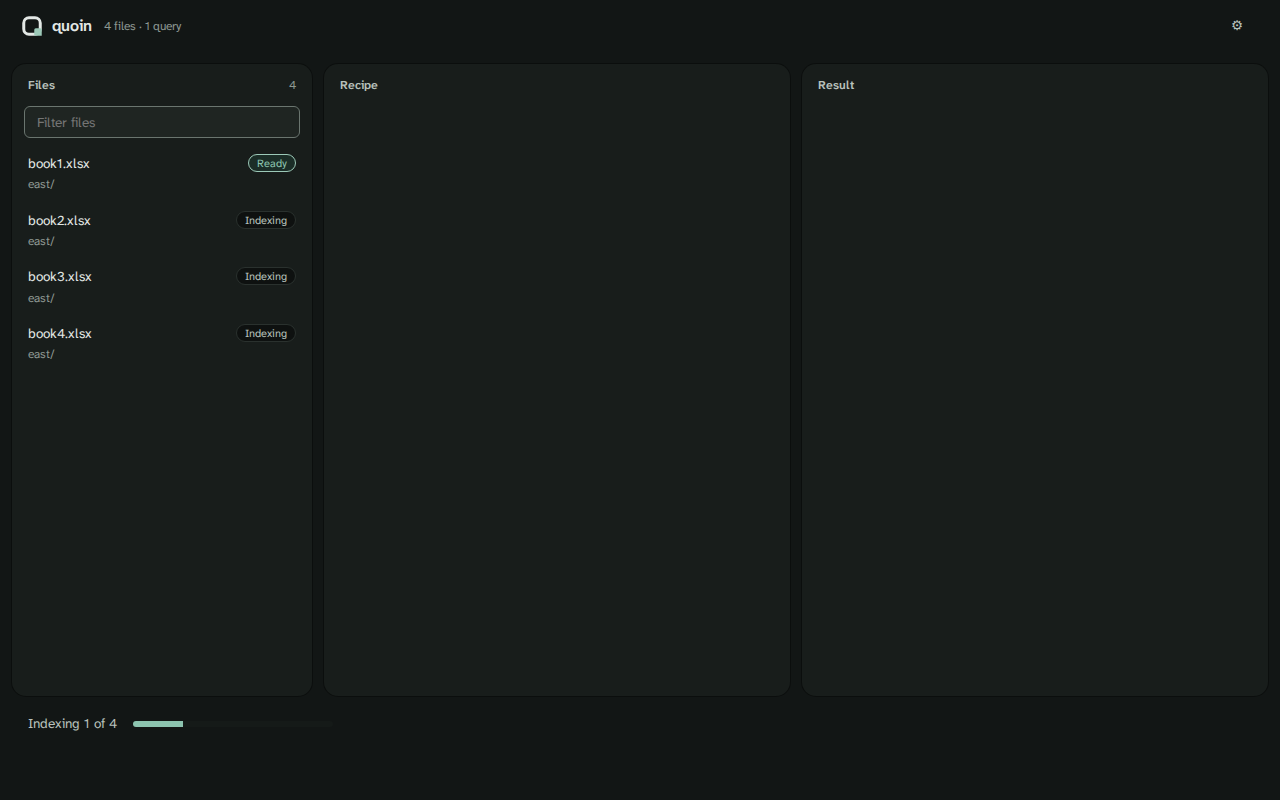 quoin 4 files · 1 query ⚙
Files 4
Filter files
book1.xlsx Ready
east/
book2.xlsx Indexing
east/
book3.xlsx Indexing
east/
book4.xlsx Indexing
east/
Recipe
Result
Indexing 1 of 4